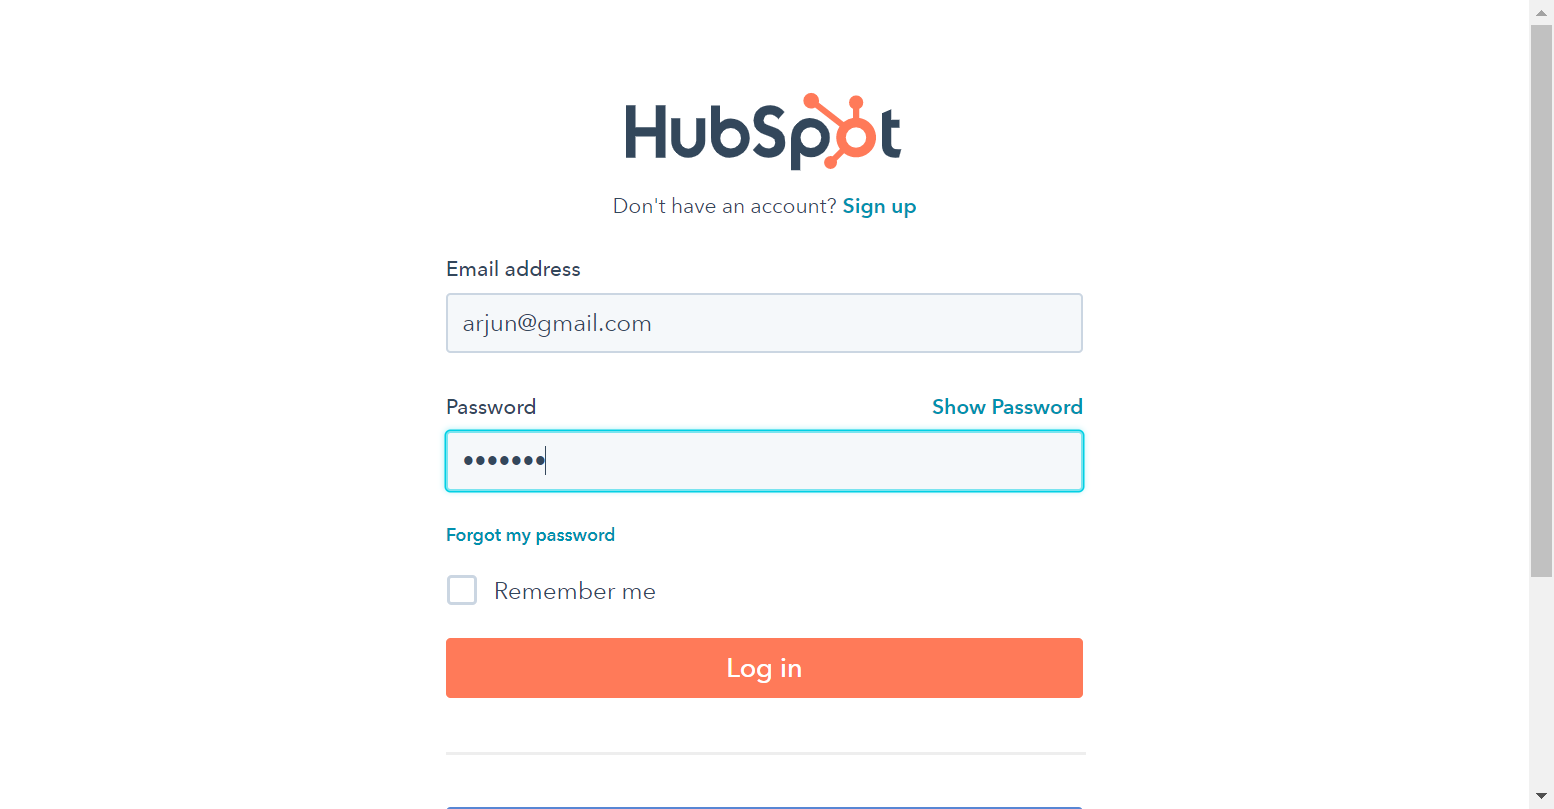 HubSpot
Don't have an account? Sign up
Email address
arjun@gmail.com
Password Show Password
•••••••
Forgot my password
Remember me
Log in